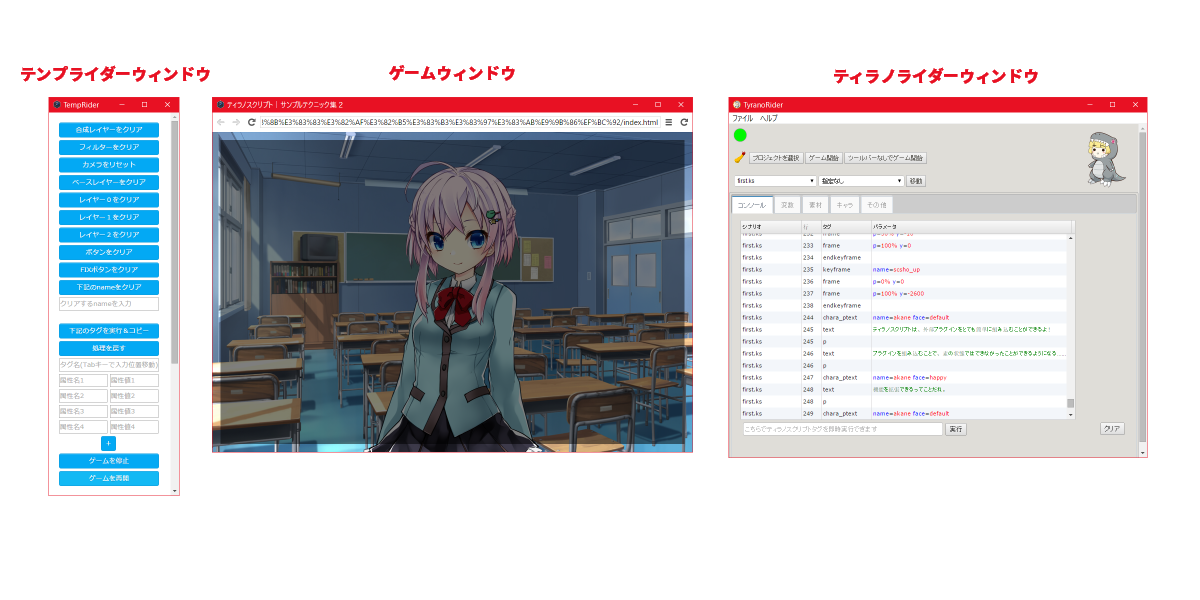 テンプライダーウィンドウ
ゲームウィンドウ
ティラノライダーウィンドウ
TempRider
合成レイヤーをクリア
フィルターをクリア
カメラをリセット
ベースレイヤーをクリア
レイヤー０をクリア
レイヤー１をクリア
レイヤー２をクリア
ボタンをクリア
FIXボタンをクリア
下記のnameをクリア
クリアするnameを入力
下記のタグを実行＆コピー
処理を戻す
タグ名(Tabキーで入力位置移動)
属性名1 属性値1
属性名2 属性値2
属性名3 属性値3
属性名4 属性値4
+
ゲームを停止
ゲームを再開
ティラノスクリプト｜サンプルテクニック集２
!%8B%E3%83%83%E3%82%AF%E3%82%B5%E3%83%B3%E3%83%97%E3%83%AB%E9%9B%86%EF%BC%92/index.html
TyranoRider
ファイル ヘルプ
プロジェクトを選択 ゲーム開始 ツールバーなしでゲーム開始
first.ks 指定なし 移動
コンソール 変数 素材 キャラ その他
シナリオ 行 タグ パラメータ
first.ks 233 frame p=100% y=0
first.ks 234 endkeyframe
first.ks 235 keyframe name=scsho_up
first.ks 236 frame p=0% y=0
first.ks 237 frame p=100% y=-2600
first.ks 238 endkeyframe
first.ks 244 chara_ptext name=akane face=default
first.ks 245 text ティラノスクリプトは、外部プラグインをとても簡単に組み込むことができるよ！
first.ks 245 p
first.ks 246 text プラグインを組み込むことで、素の状態ではできなかったことができるようになる
first.ks 246 p
first.ks 247 chara_ptext name=akane face=happy
first.ks 248 text 機能を拡張できるってことだね。
first.ks 248 p
first.ks 249 chara_ptext name=akane face=default
こちらでティラノスクリプトタグを即時実行できます 実行 クリア